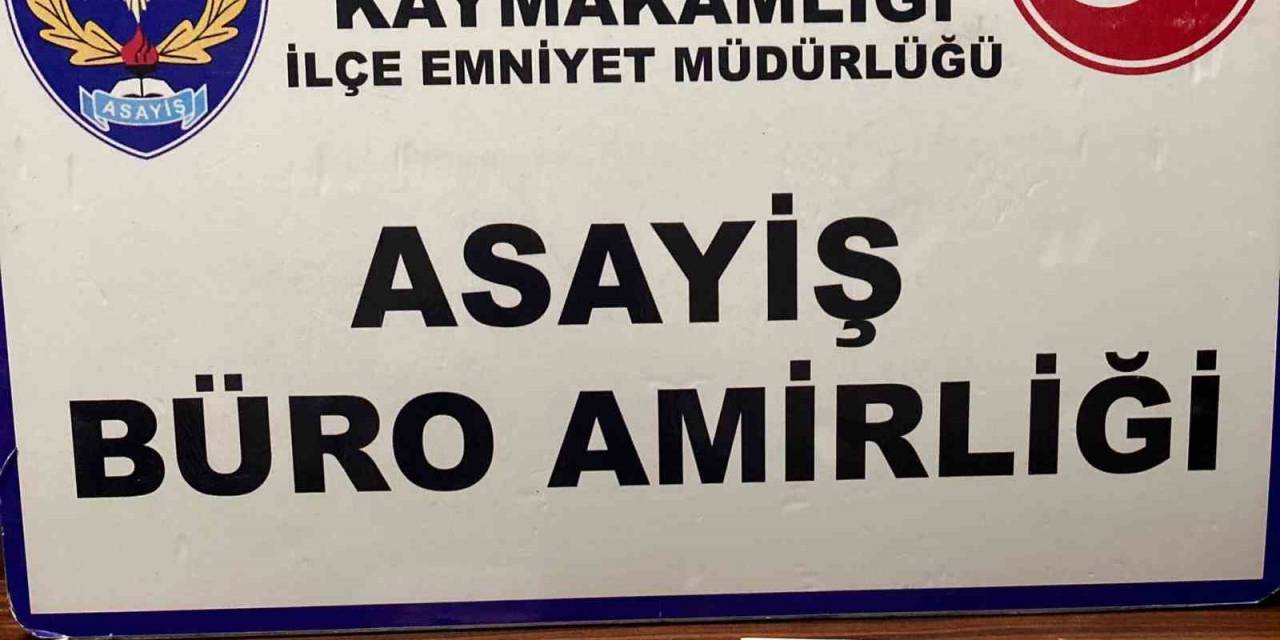 KAYMAKAMLIĞI
İLÇE EMNİYET MÜDÜRLÜĞÜ
ASAYİŞ
ASAYİŞ
BÜRO AMİRLİĞİ